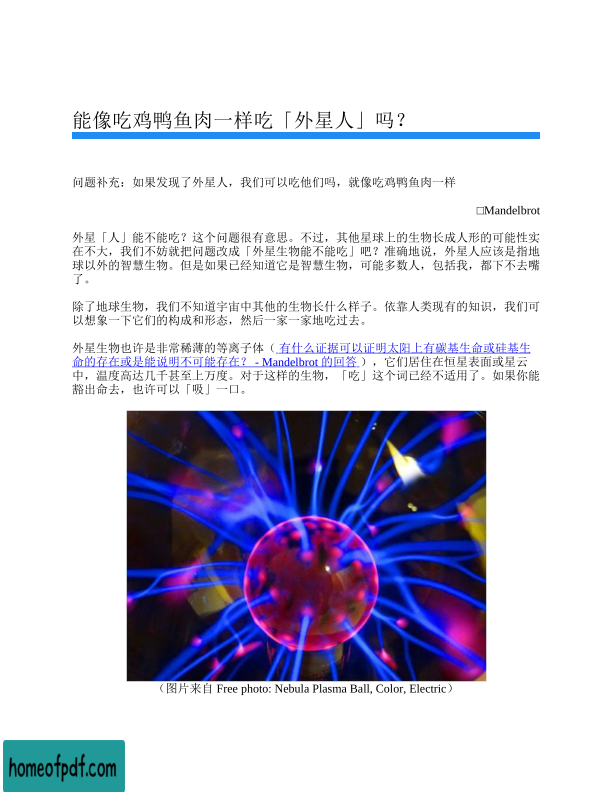 能像吃鸡鸭鱼肉一样吃「外星人」吗？
问题补充：如果发现了外星人，我们可以吃他们吗，就像吃鸡鸭鱼肉一样
□Mandelbrot
外星「人」能不能吃？这个问题很有意思。不过，其他星球上的生物长成人形的可能性实
在不大，我们不妨就把问题改成「外星生物能不能吃」吧？准确地说，外星人应该是指地
球以外的智慧生物。但是如果已经知道它是智慧生物，可能多数人，包括我，都下不去嘴
了。
除了地球生物，我们不知道宇宙中其他的生物长什么样子。依靠人类现有的知识，我们可
以想象一下它们的构成和形态，然后一家一家地吃过去。
外星生物也许是非常稀薄的等离子体（ 有什么证据可以证明太阳上有碳基生命或硅基生
命的存在或是能说明不可能存在？ - Mandelbrot 的回答 ），它们居住在恒星表面或星云
中，温度高达几千甚至上万度。对于这样的生物，「吃」这个词已经不适用了。如果你能
豁出命去，也许可以「吸」一口。
（图片来自 Free photo: Nebula Plasma Ball, Color, Electric）
homeofpdf.com